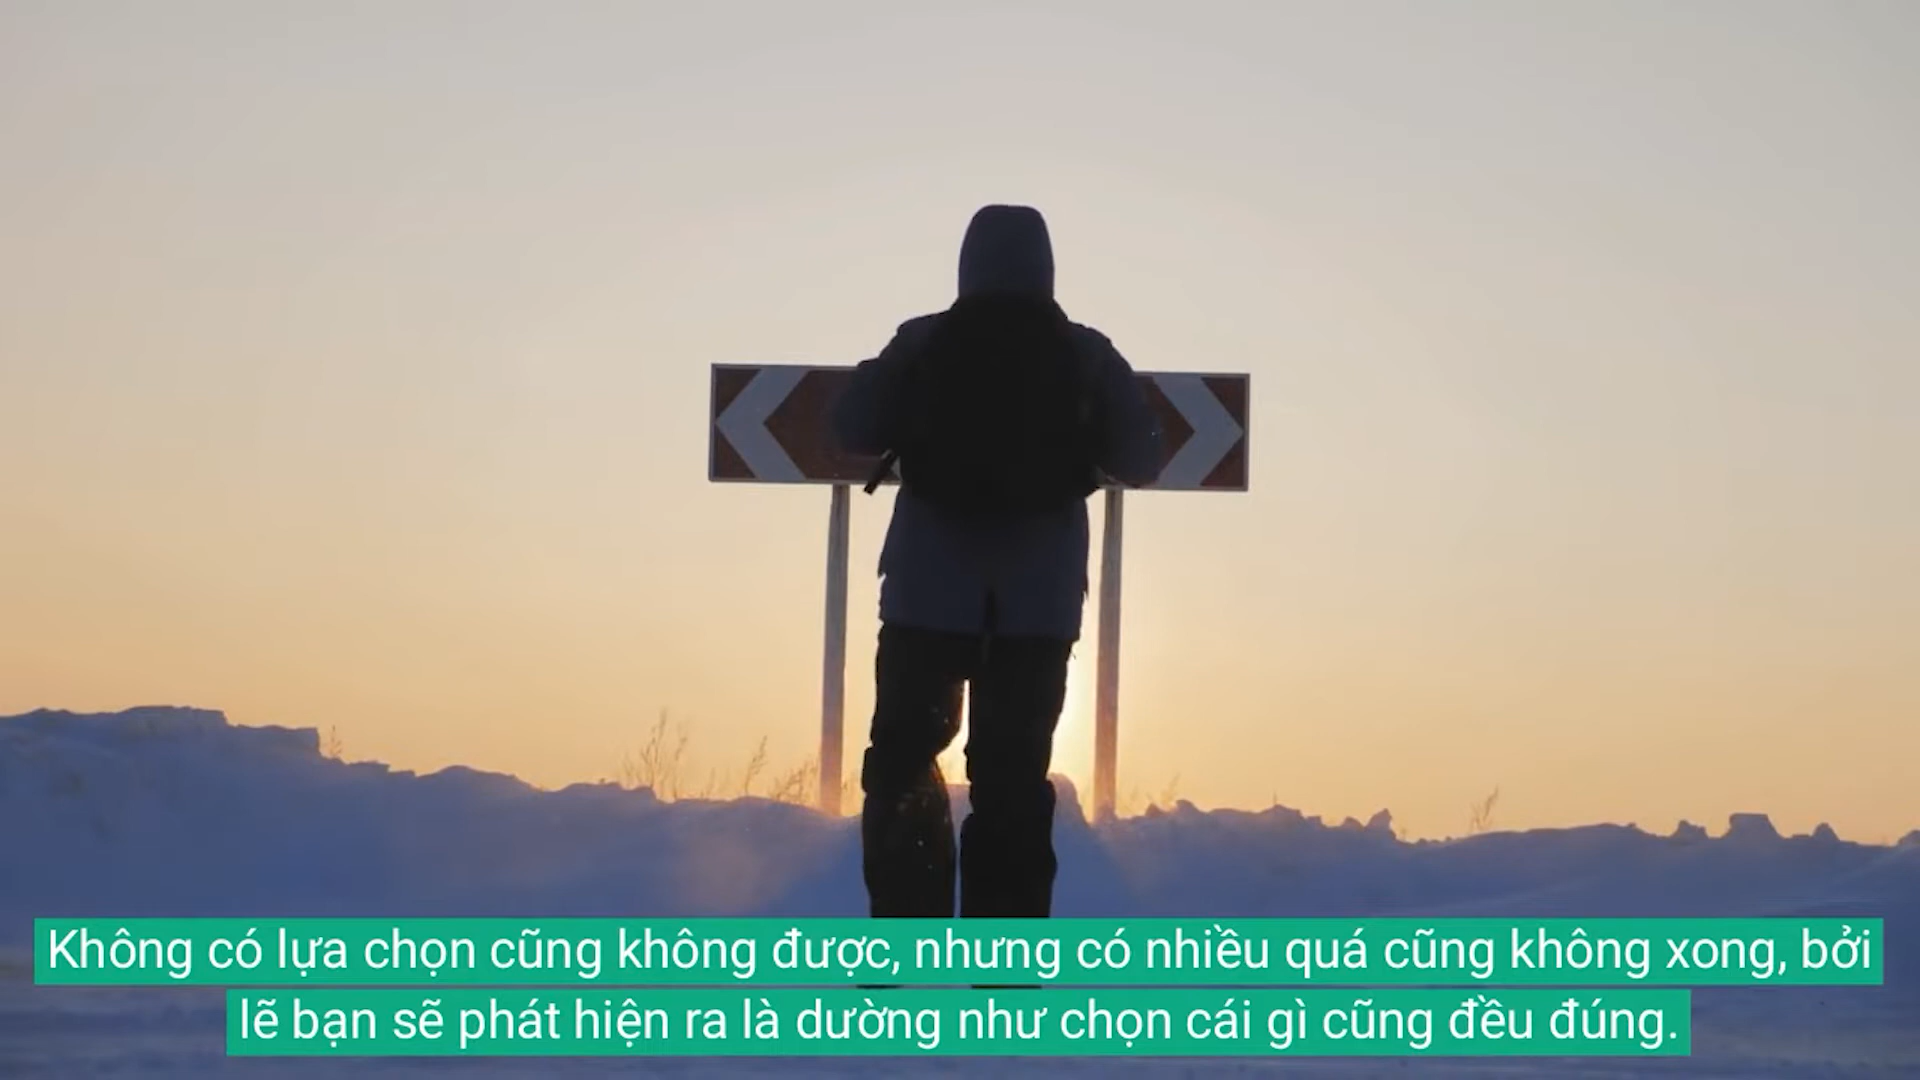 Không có lựa chọn cũng không được, nhưng có nhiều quá cũng không xong, bởi
lẽ bạn sẽ phát hiện ra là dường như chọn cái gì cũng đều đúng.